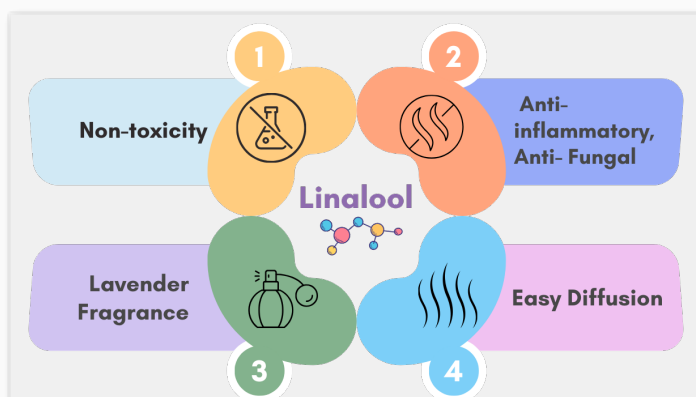 1
Non-toxicity
2
Anti-
inflammatory,
Anti- Fungal
Linalool
Lavender
Fragrance
3
Easy Diffusion
4